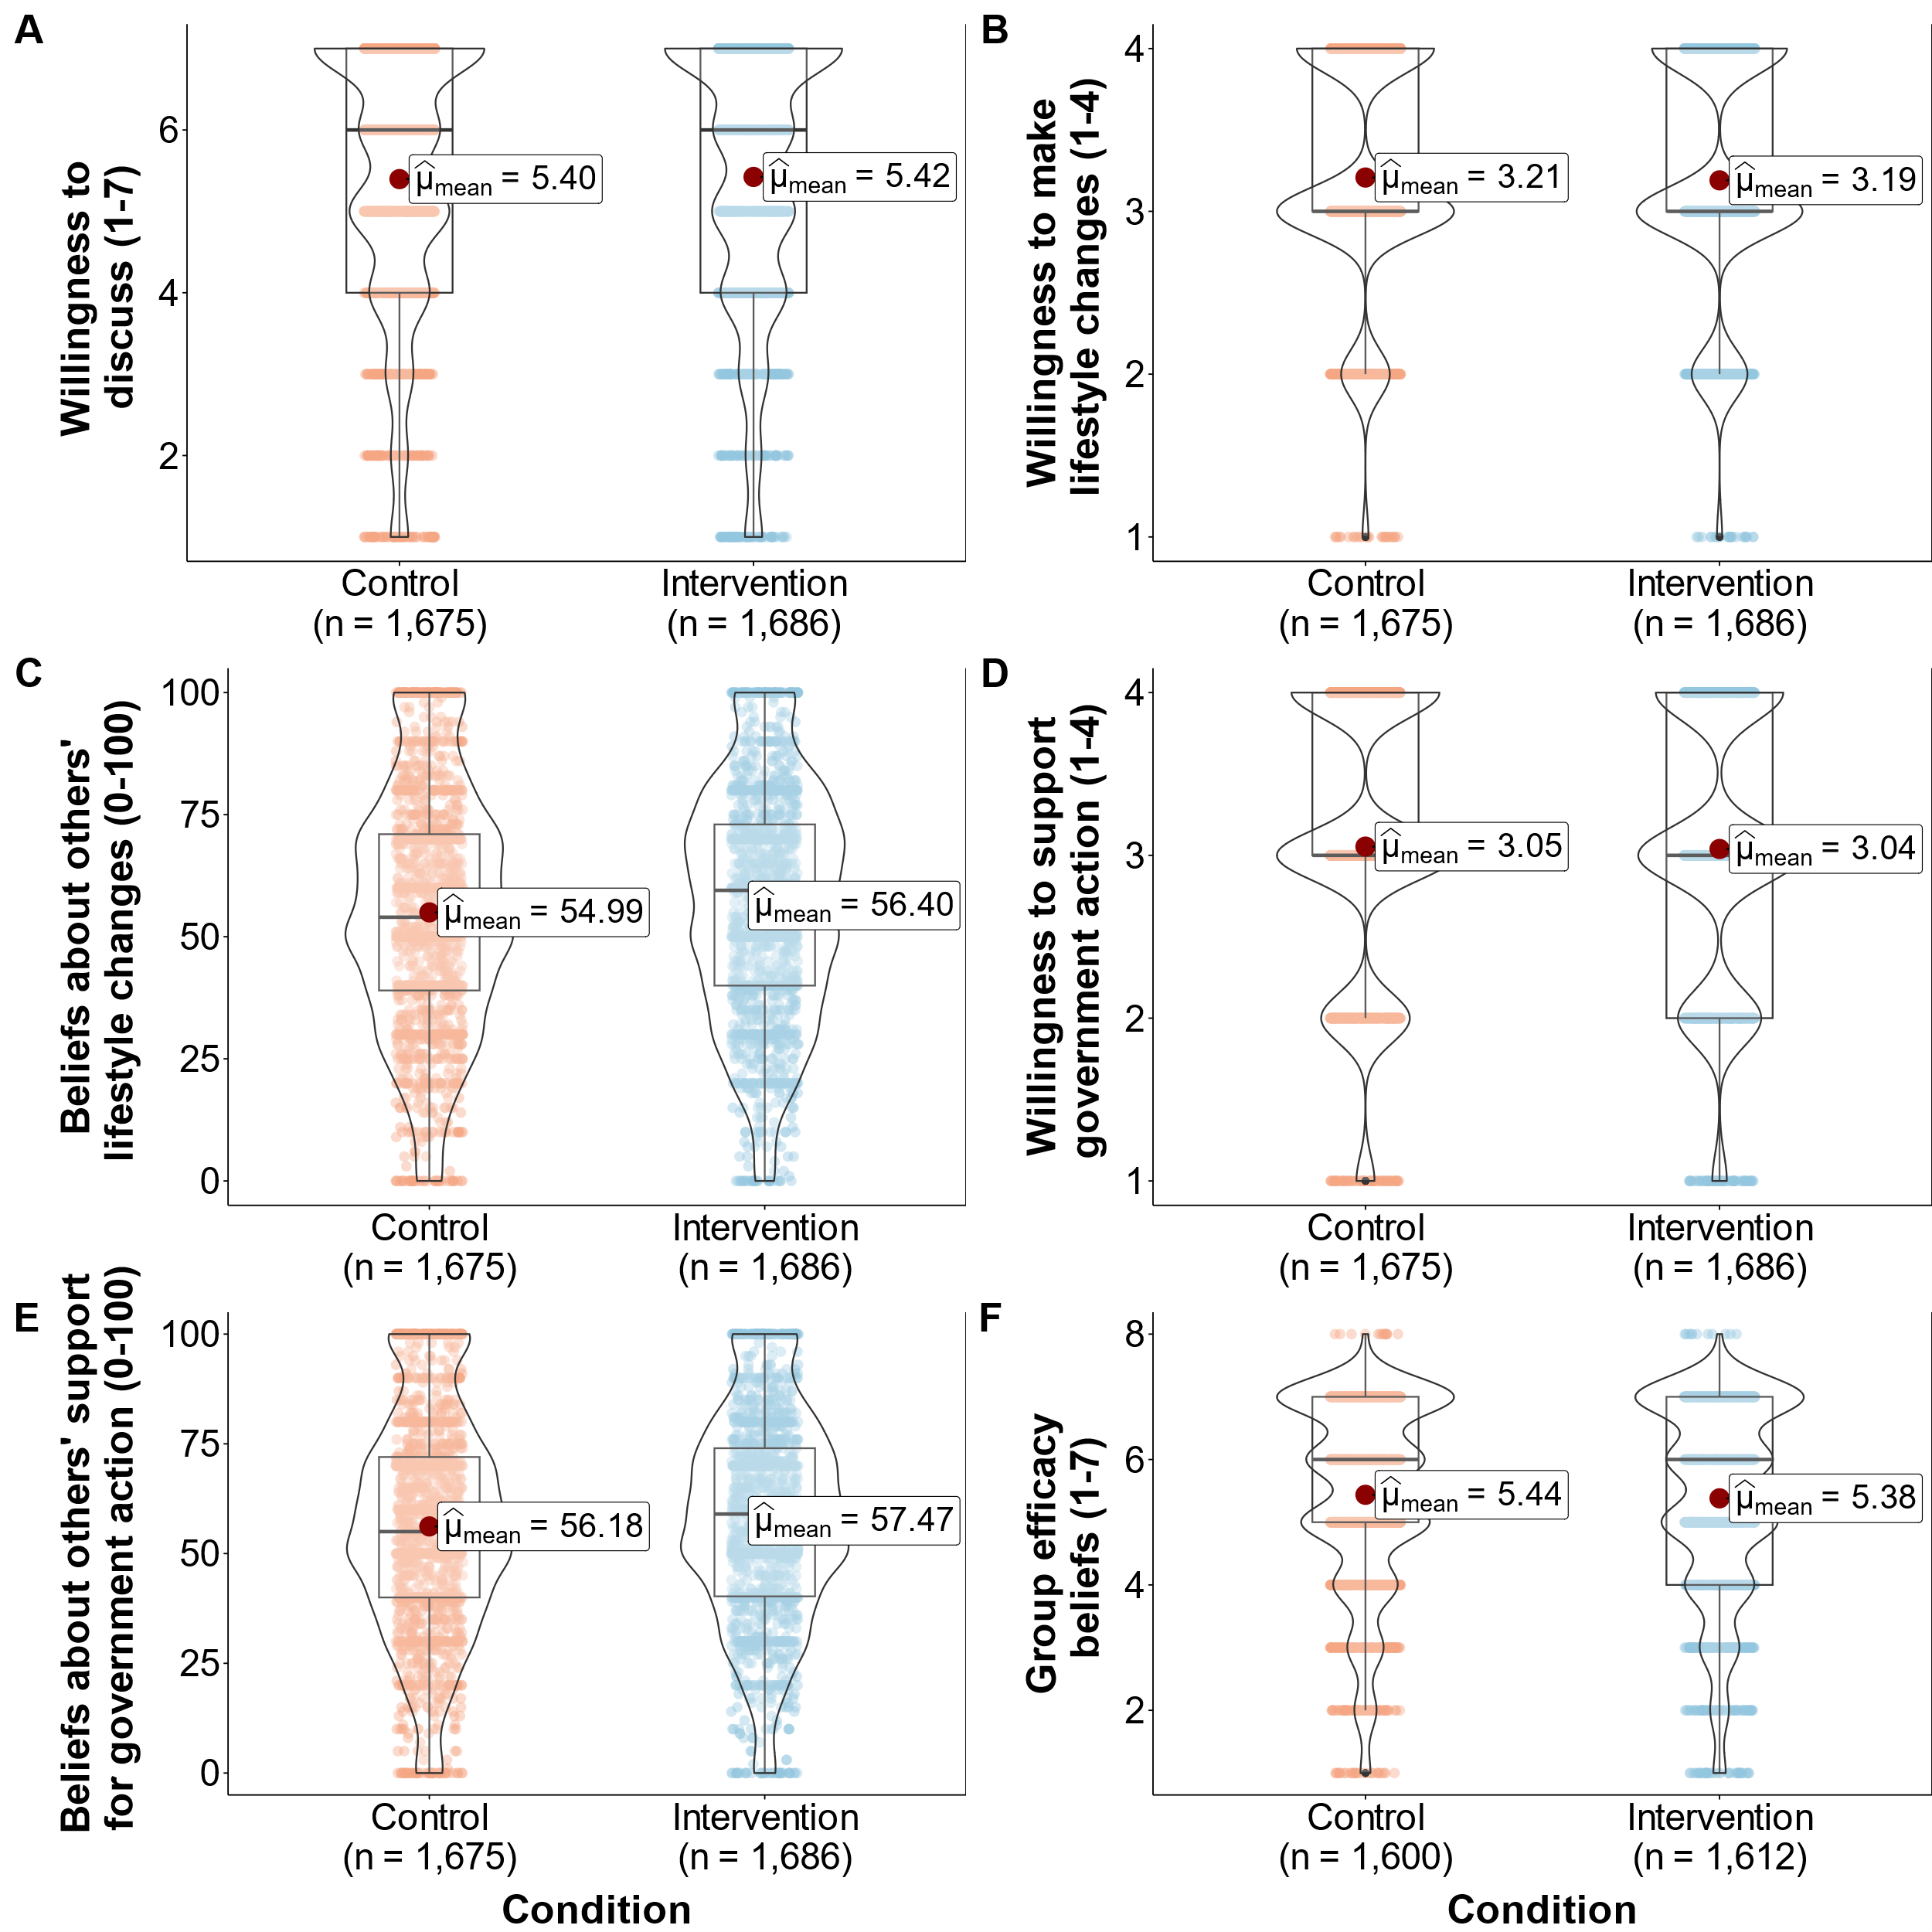 A
Willingness to
discuss (1-7)
6
4
2
μ̂mean = 5.40
μ̂mean = 5.42
Control
(n = 1,675)
Intervention
(n = 1,686)
B
Willingness to make
lifestyle changes (1-4)
4
3
2
1
μ̂mean = 3.21
μ̂mean = 3.19
Control
(n = 1,675)
Intervention
(n = 1,686)
C
Beliefs about others'
lifestyle changes (0-100)
100
75
50
25
0
μ̂mean = 54.99
μ̂mean = 56.40
Control
(n = 1,675)
Intervention
(n = 1,686)
D
Willingness to support
government action (1-4)
4
3
2
1
μ̂mean = 3.05
μ̂mean = 3.04
Control
(n = 1,675)
Intervention
(n = 1,686)
E
Beliefs about others' support
for government action (0-100)
100
75
50
25
0
μ̂mean = 56.18
μ̂mean = 57.47
Control
(n = 1,675)
Intervention
(n = 1,686)
Condition
F
Group efficacy
beliefs (1-7)
8
6
4
2
μ̂mean = 5.44
μ̂mean = 5.38
Control
(n = 1,600)
Intervention
(n = 1,612)
Condition